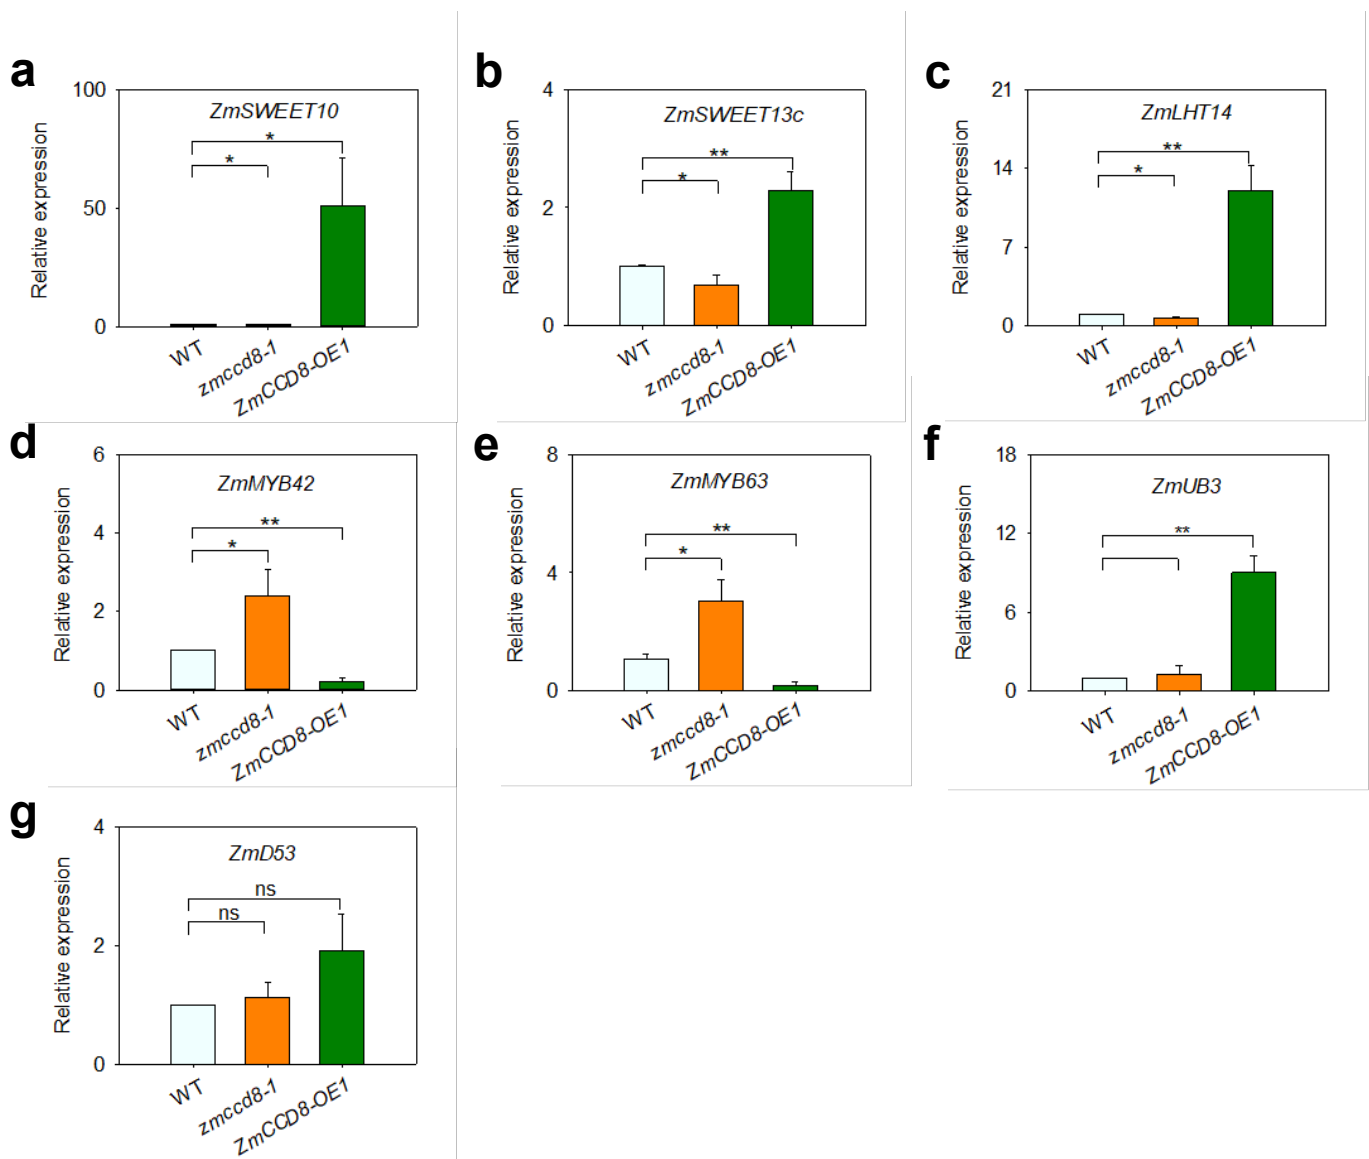 a
100
ZmSWEET10
*
*
50
0
Relative expression
WT
zmccd8-1
ZmCCD8-OE1
b
4
ZmSWEET13c
**
*
2
0
Relative expression
WT
zmccd8-1
ZmCCD8-OE1
c
21
ZmLHT14
**
*
14
7
0
Relative expression
WT
zmccd8-1
ZmCCD8-OE1
d
6
ZmMYB42
**
*
4
2
0
Relative expression
WT
zmccd8-1
ZmCCD8-OE1
e
8
ZmMYB63
**
*
4
0
Relative expression
WT
zmccd8-1
ZmCCD8-OE1
f
18
ZmUB3
**
12
6
0
Relative expression
WT
zmccd8-1
ZmCCD8-OE1
g
4
ZmD53
ns
ns
2
0
Relative expression
WT
zmccd8-1
ZmCCD8-OE1